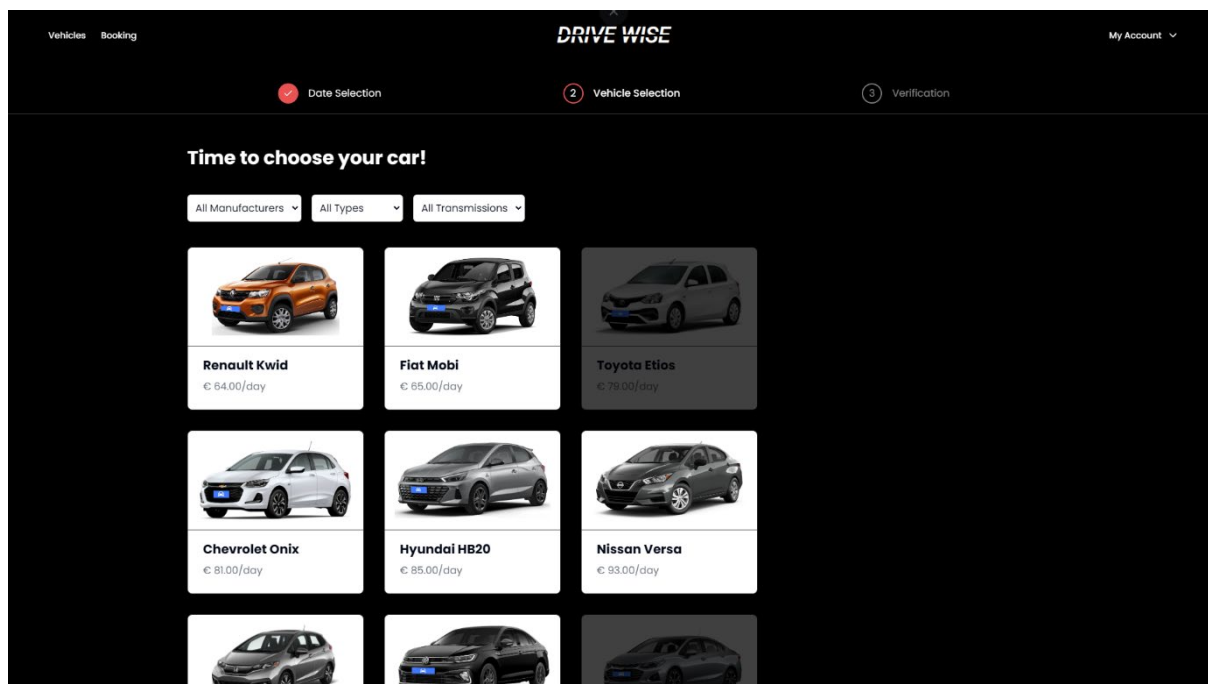 Vehicles Booking DRIVE WISE My Account
Date Selection 2 Vehicle Selection 3 Verification
Time to choose your car!
All Manufacturers All Types All Transmissions
Renault Kwid Fiat Mobi Toyota Etios
€ 64.00/day € 65.00/day € 79.00/day
Chevrolet Onix Hyundai HB20 Nissan Versa
€ 81.00/day € 85.00/day € 93.00/day